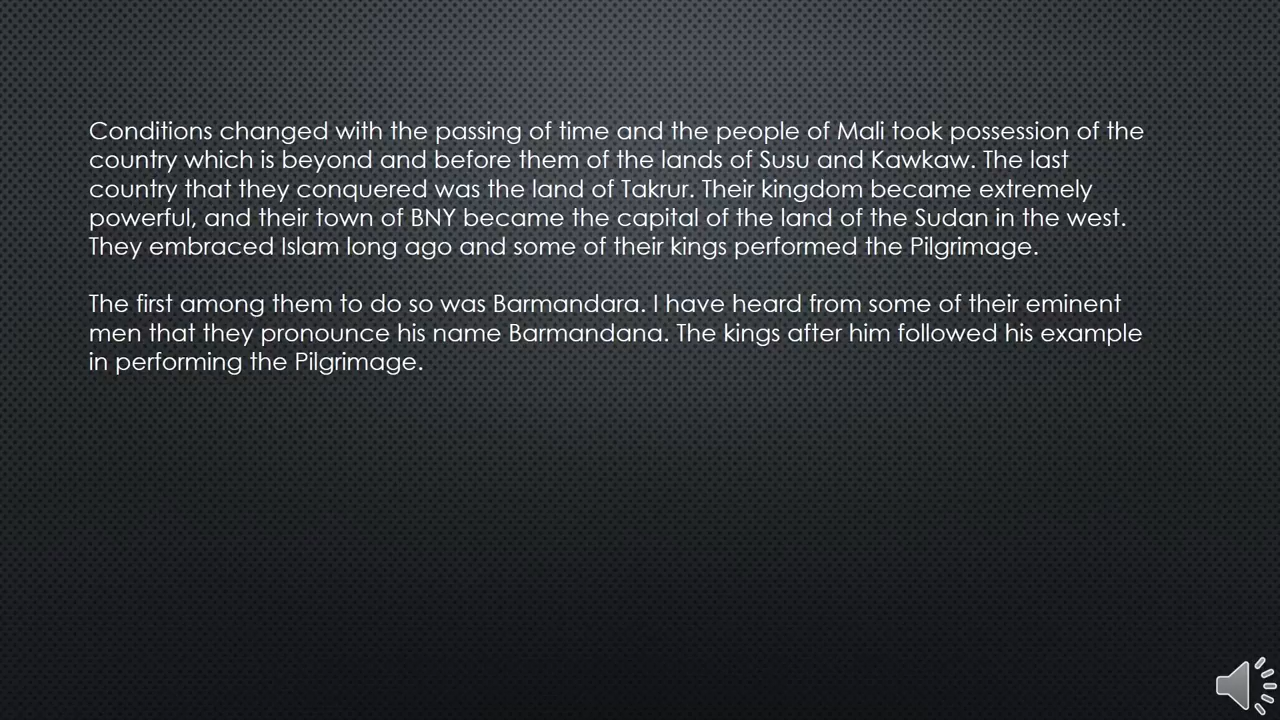 Conditions changed with the passing of time and the people of Mali took possession of the
country which is beyond and before them of the lands of Susu and Kawkaw. The last
country that they conquered was the land of Takrur. Their kingdom became extremely
powerful, and their town of BNY became the capital of the land of the Sudan in the west.
They embraced Islam long ago and some of their kings performed the Pilgrimage.
The first among them to do so was Barmandara. I have heard from some of their eminent
men that they pronounce his name Barmandana. The kings after him followed his example
in performing the Pilgrimage.